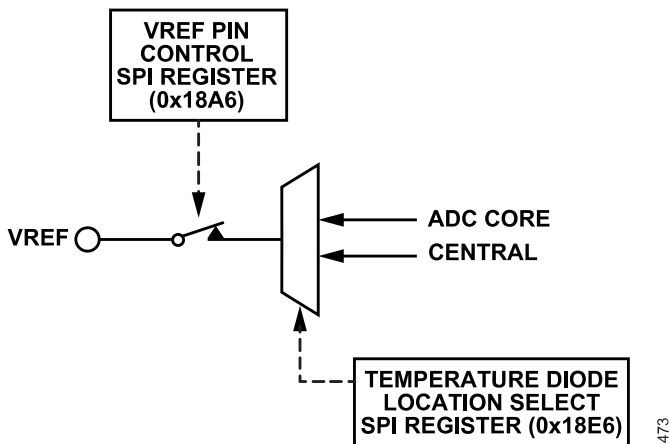 VREF PIN
CONTROL
SPI REGISTER
(0x18A6)
VREF
ADC CORE
CENTRAL
TEMPERATURE DIODE
LOCATION SELECT
SPI REGISTER (0x18E6)
473